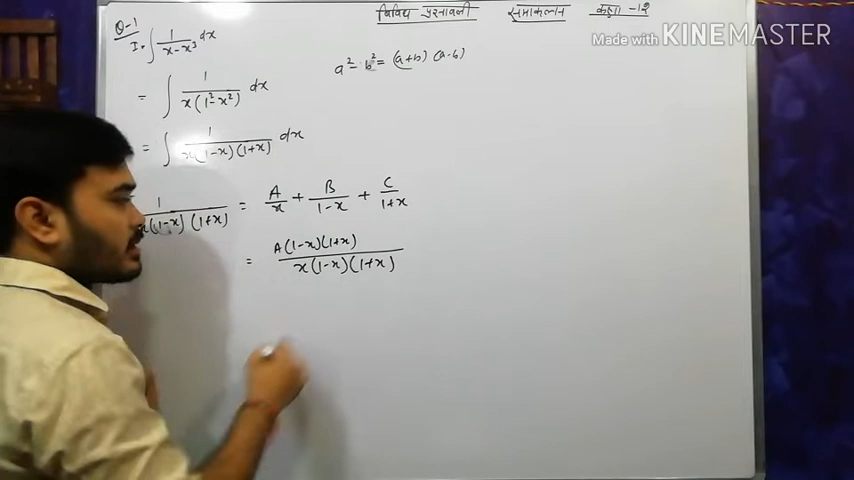 विविध प्रश्नावली समाकलन कक्षा -12
Made with KINEMASTER
Q-1
I = ∫ 1/(x-x³) dx
a² - b² = (a+b) (a-b)
= ∫ 1/(x(1²-x²)) dx
= ∫ 1/(x(1-x)(1+x)) dx
1/(x(1-x)(1+x)) = A/x + B/(1-x) + C/(1+x)
= A(1-x)(1+x)/(x(1-x)(1+x))